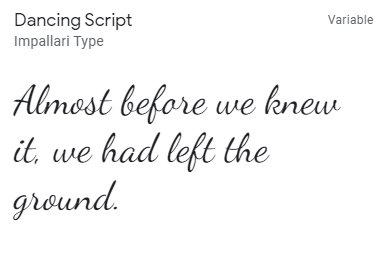 Dancing Script
Variable
Impallari Type
Almost before we knew
it, we had left the
ground.